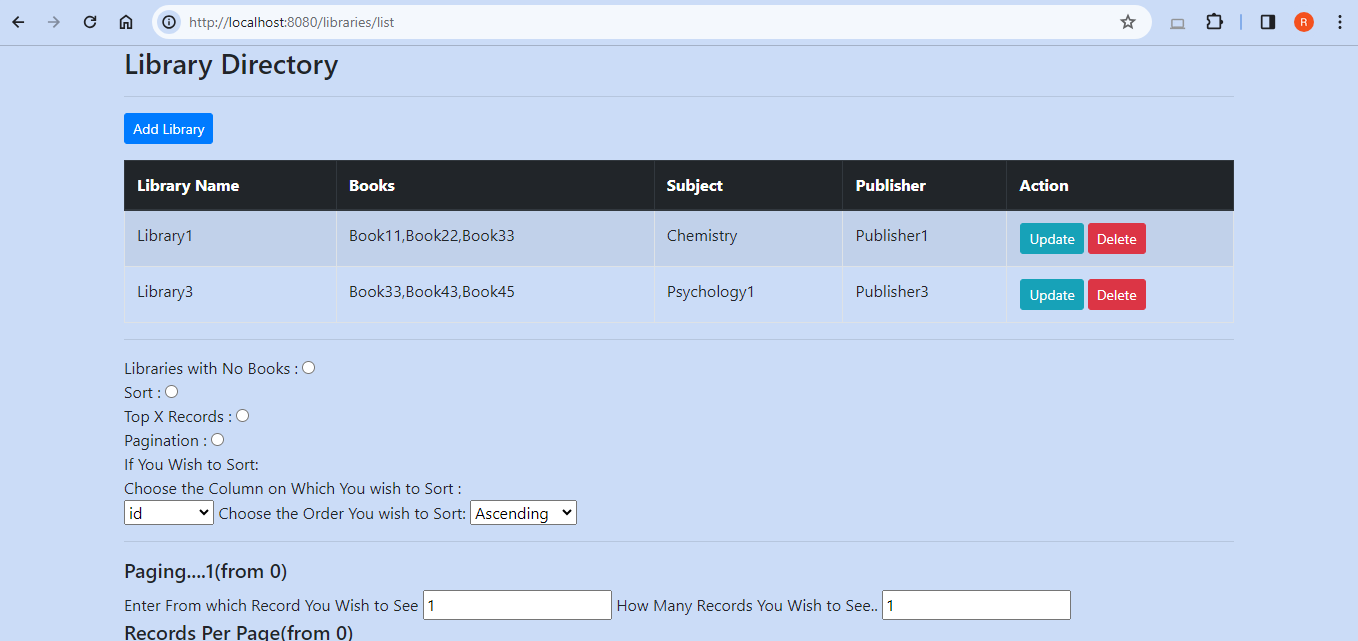 http://localhost:8080/libraries/list
R
Library Directory
Add Library
Library Name Books Subject Publisher Action
Library1 Book11,Book22,Book33 Chemistry Publisher1 Update Delete
Library3 Book33,Book43,Book45 Psychology1 Publisher3 Update Delete
Libraries with No Books :
Sort :
Top X Records :
Pagination :
If You Wish to Sort:
Choose the Column on Which You wish to Sort :
id Choose the Order You wish to Sort: Ascending
Paging....1(from 0)
Enter From which Record You Wish to See 1 How Many Records You Wish to See.. 1
Records Per Page(from 0)